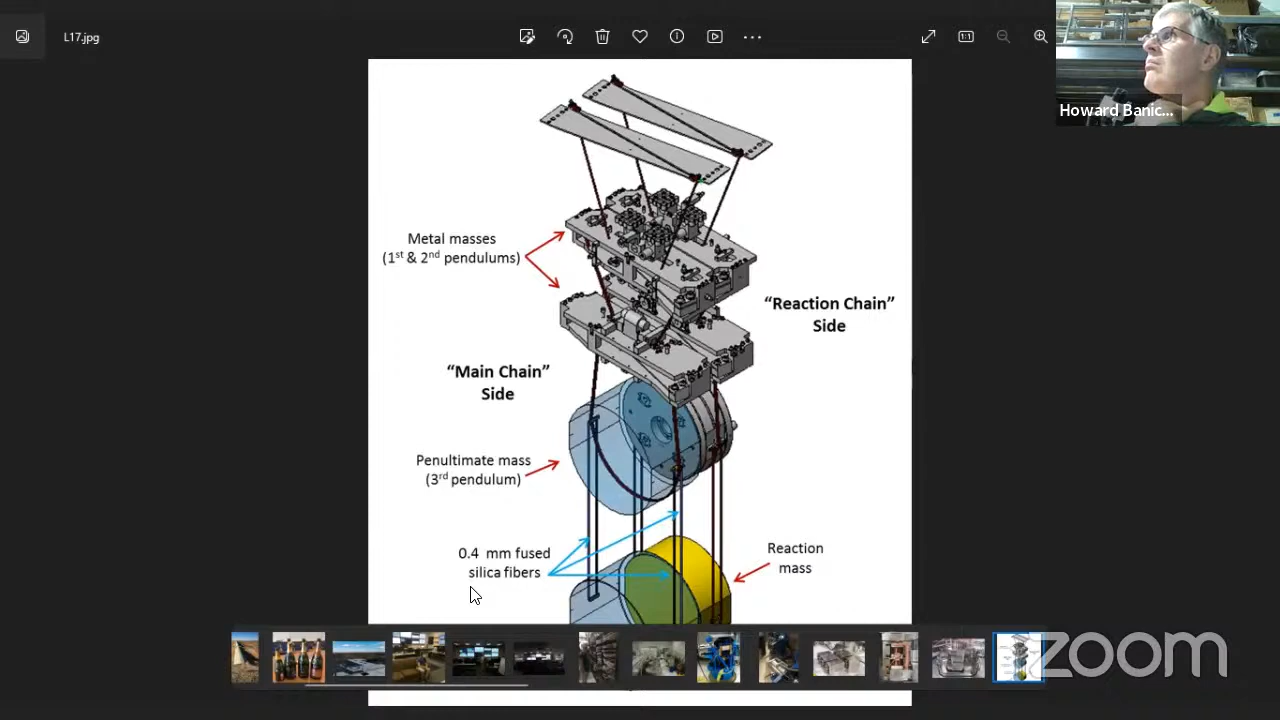 L17.jpg
Howard Banic...
Metal masses
(1st & 2nd pendulums)
“Reaction Chain”
Side
“Main Chain”
Side
Penultimate mass
(3rd pendulum)
0.4 mm fused
silica fibers
Reaction
mass
zoom